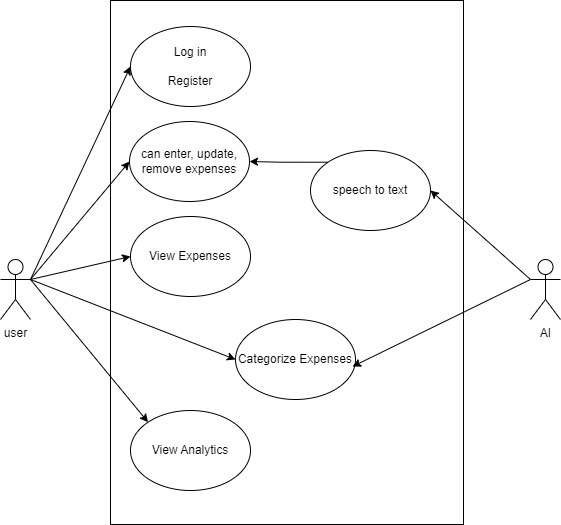 Log in
Register
can enter, update,
remove expenses
speech to text
View Expenses
user
AI
Categorize Expenses
View Analytics